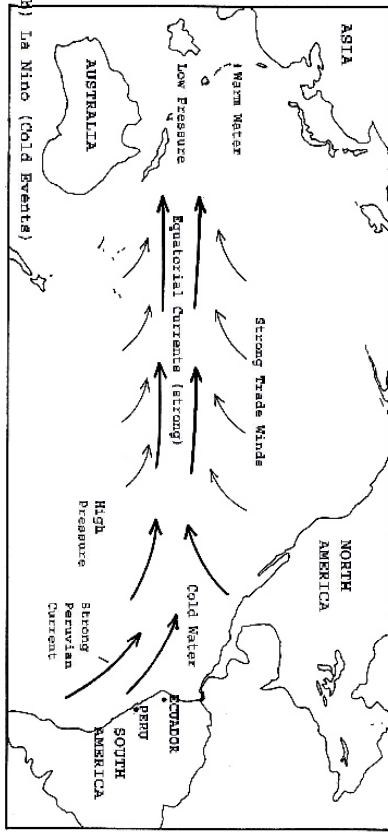 ASIA
NORTH
AMERICA
Warm Water
Strong Trade Winds
Low Pressure
Equatorial Currents (strong)
Cold Water
ECUADOR
PERU
SOUTH
AMERICA
AUSTRALIA
High
Pressure
Strong
Peruvian
Current
) La Nino (Cold Events)